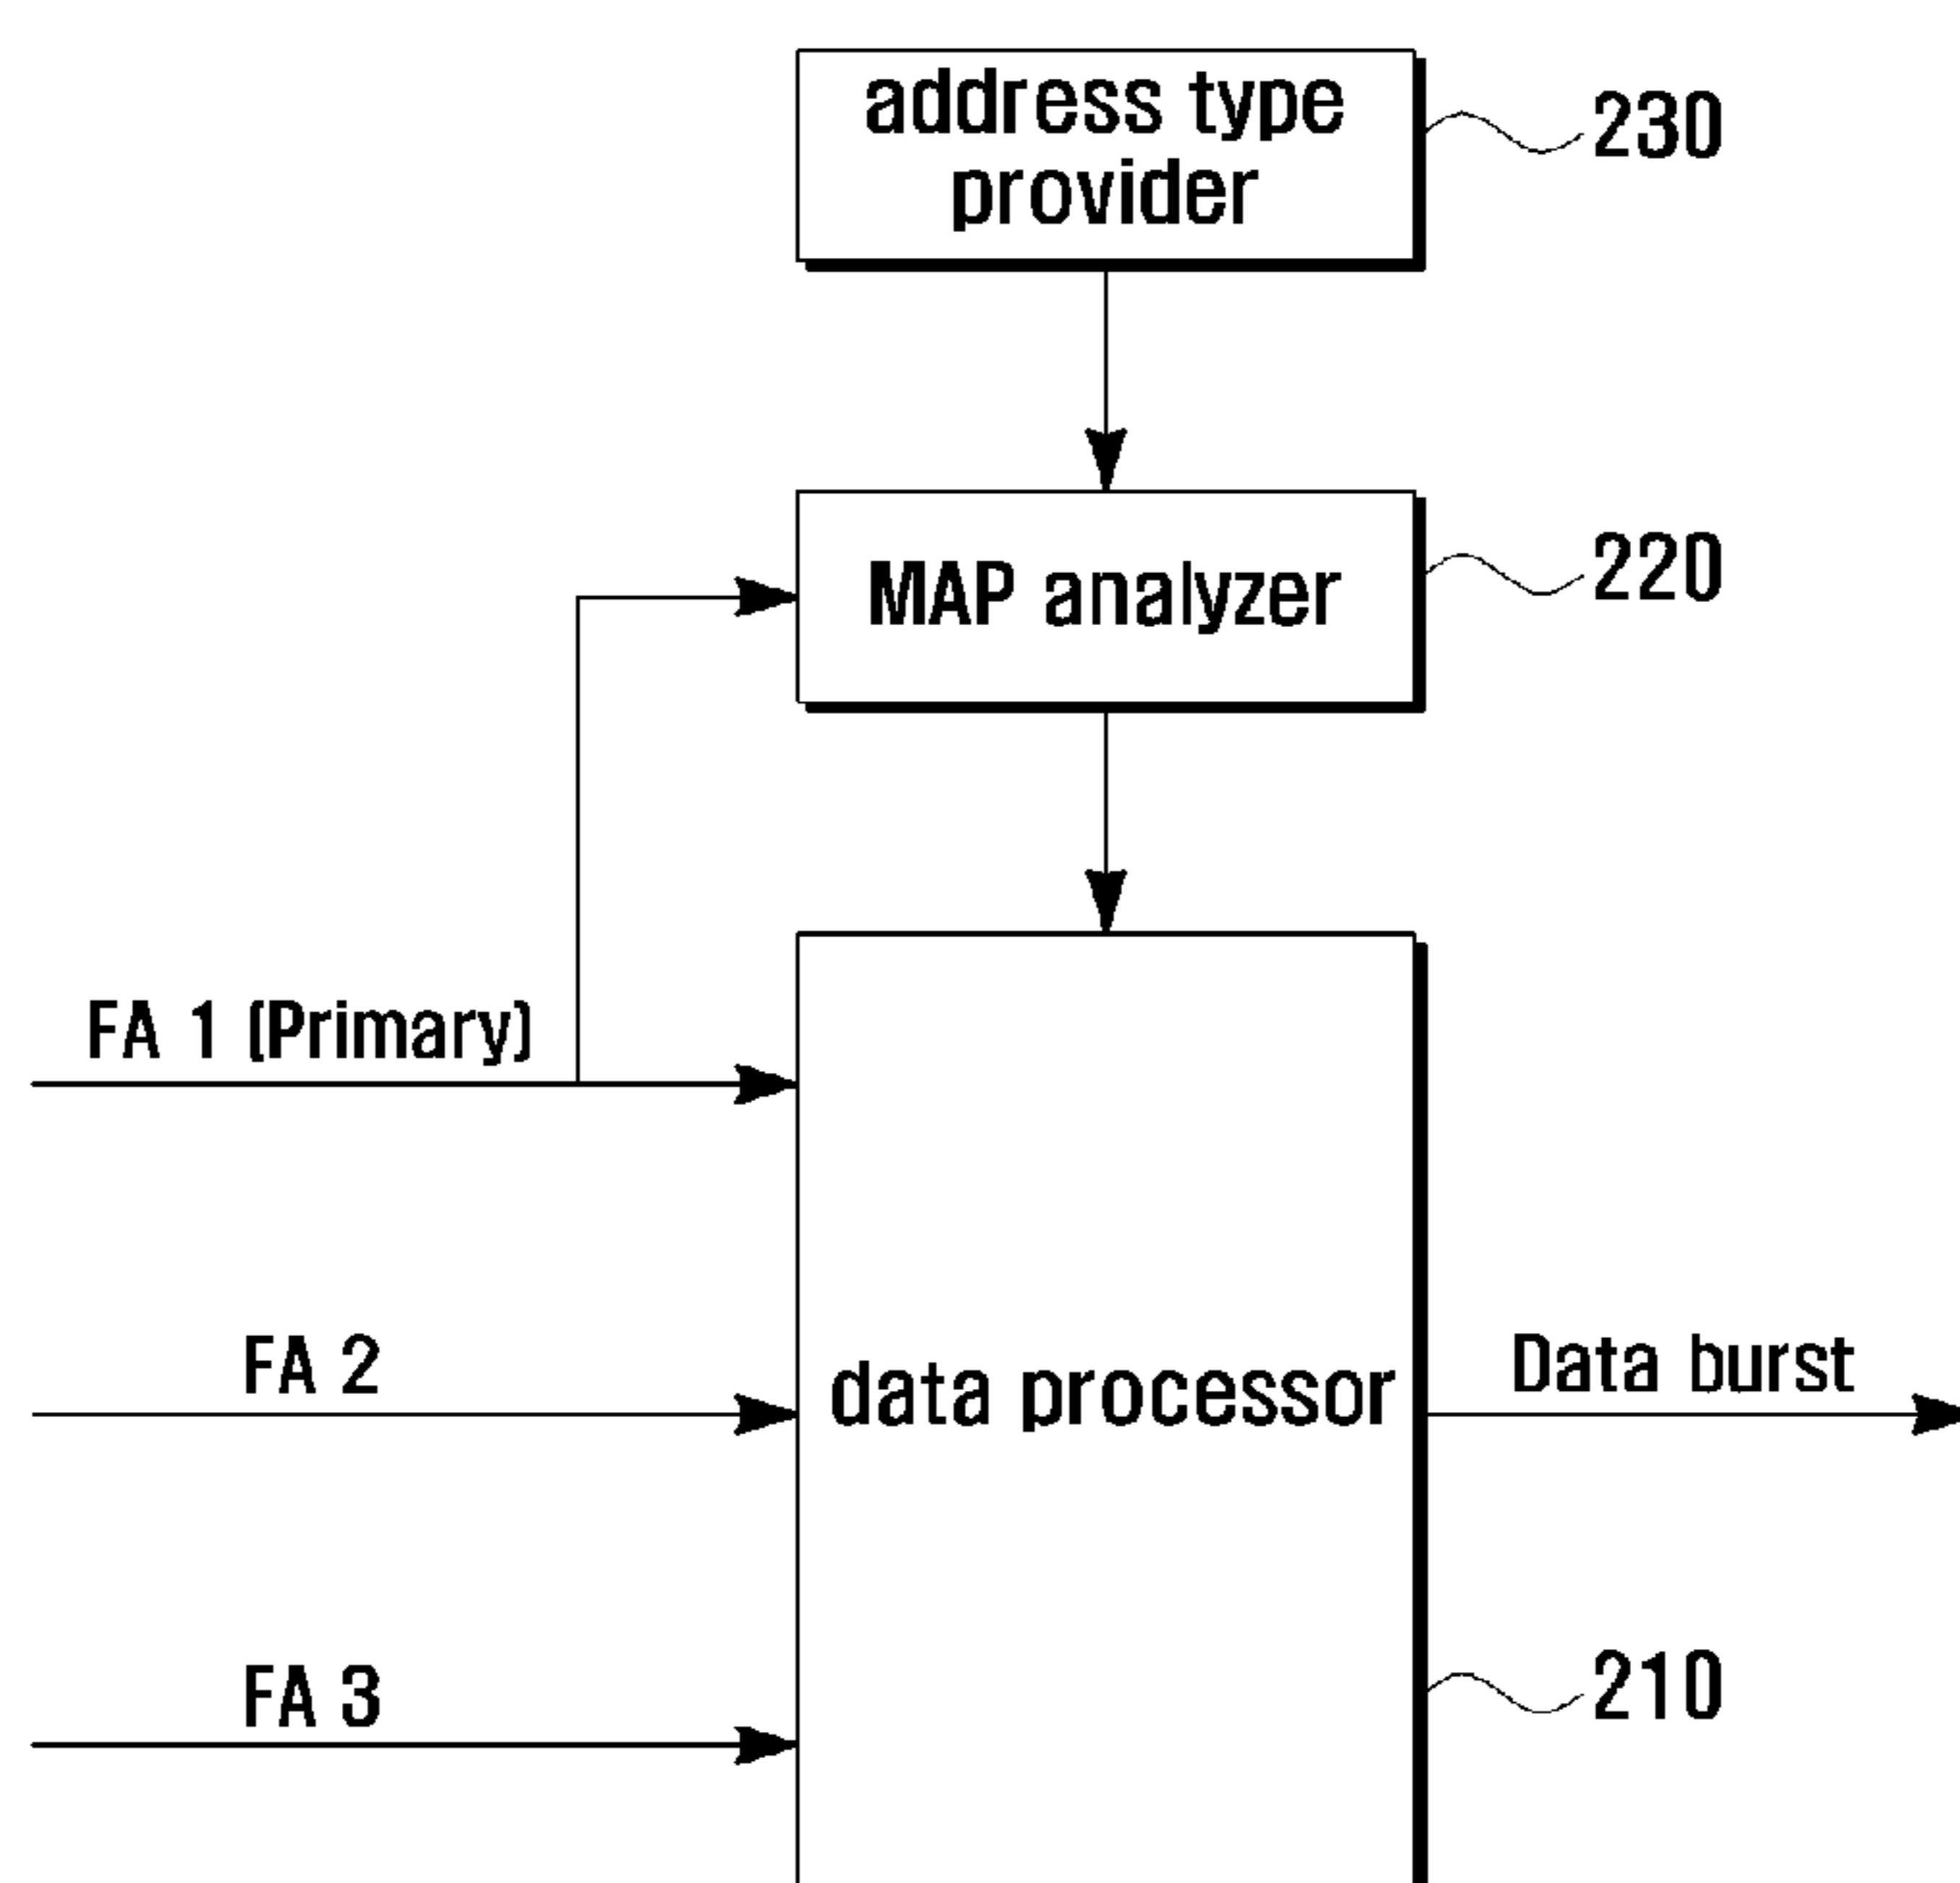 address type
provider
230
MAP analyzer
220
FA 1 (Primary)
FA 2
data processor
Data burst
FA 3
210